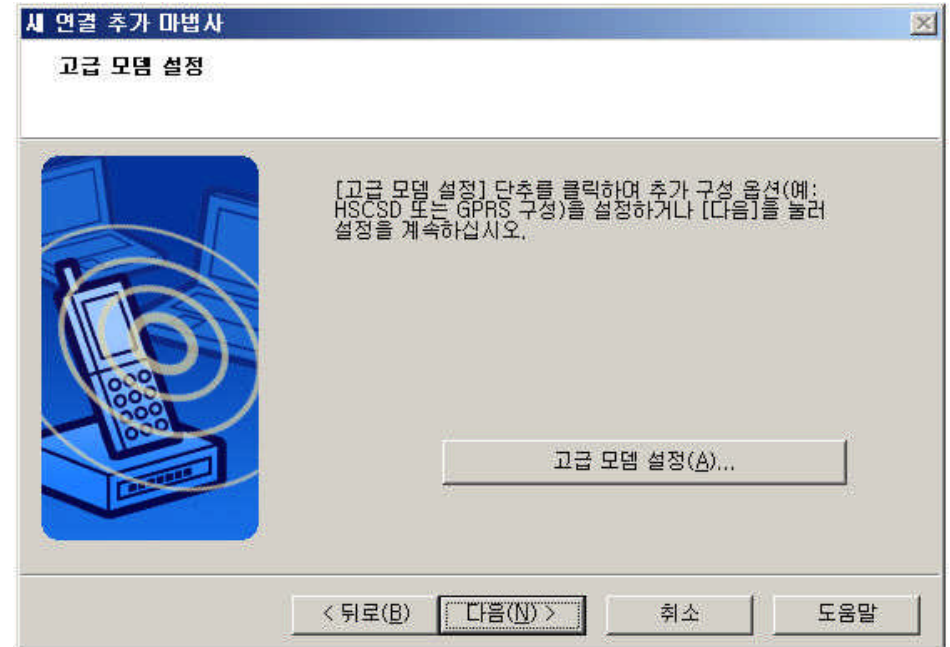 새 연결 추가 마법사
고급 모뎀 설정
[고급 모뎀 설정] 단추를 클릭하여 추가 구성 옵션(예:
HSCSD 또는 GPRS 구성)을 설정하거나 [다음]을 눌러
설정을 계속하십시오.
고급 모뎀 설정(A)...
< 뒤로(B) 다음(N) > 취소 도움말